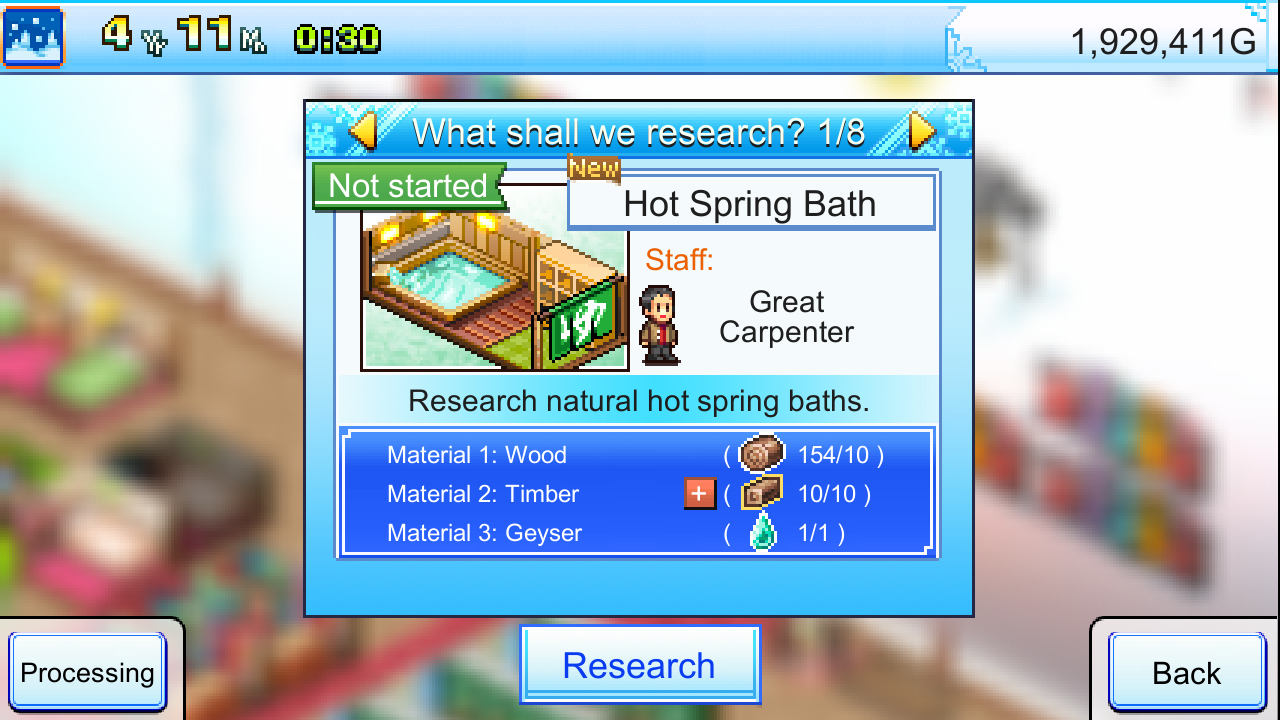 4 Y 11 M 0:30
1,929,411G
What shall we research? 1/8
Not started
New
Hot Spring Bath
Staff:
Great
Carpenter
Research natural hot spring baths.
Material 1: Wood ( 154/10 )
Material 2: Timber + ( 10/10 )
Material 3: Geyser ( 1/1 )
Processing
Research
Back